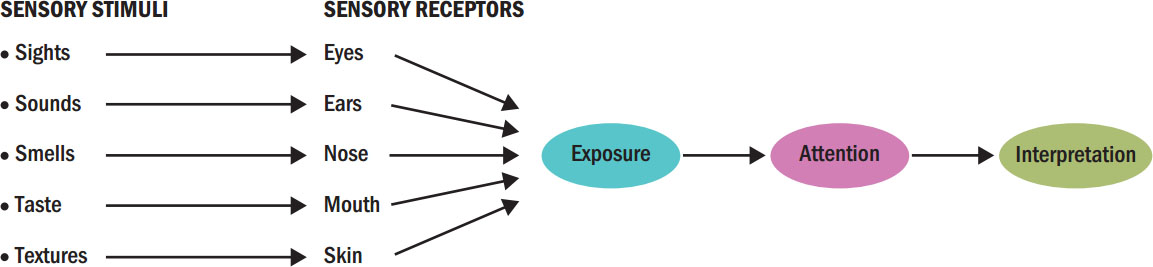 SENSORY STIMULI SENSORY RECEPTORS
• Sights Eyes
• Sounds Ears
• Smells Nose Exposure Attention Interpretation
• Taste Mouth
• Textures Skin